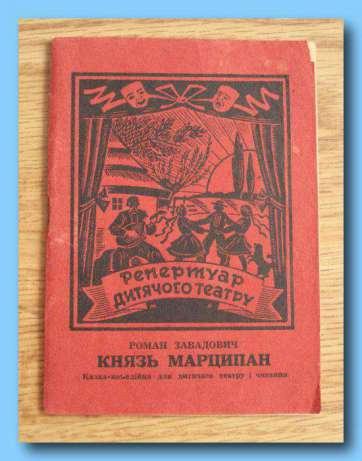 Репертуар
дитячого театру
РОМАН ЗАВАДОВИЧ
КНЯЗЬ МАРЦИПАН
Казка-комедійка для дитячого театру і читання